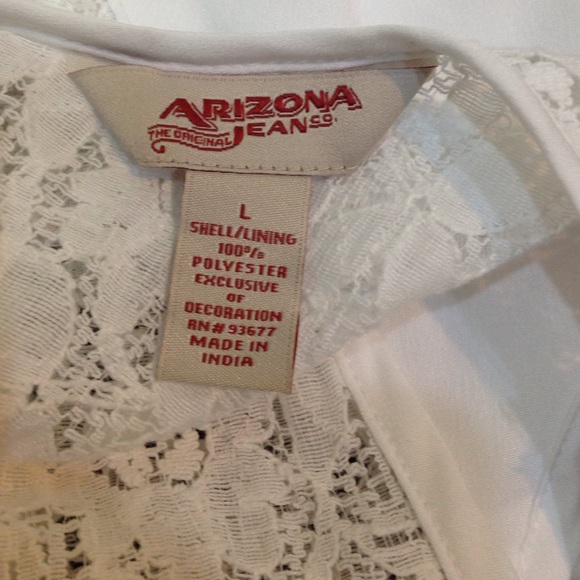 ARIZONA
THE ORIGINAL JEAN CO.
L
SHELL/LINING
100%
POLYESTER
EXCLUSIVE
OF
DECORATION
RN# 93677
MADE IN
INDIA